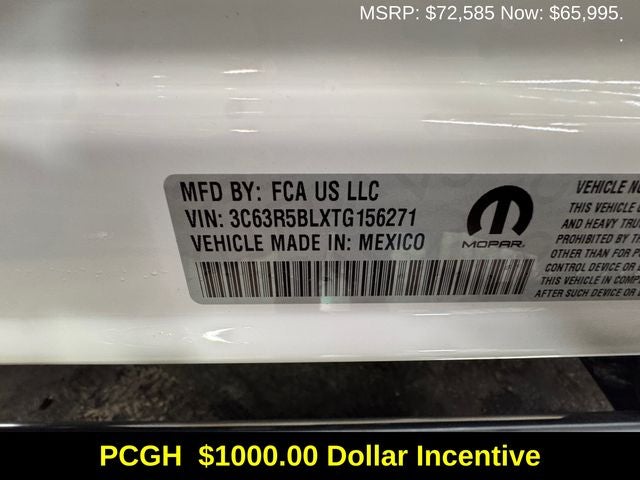 MSRP: $72,585 Now: $65,995.
MFD BY: FCA US LLC
VIN: 3C63R5BLXTG156271
VEHICLE MADE IN: MEXICO
MOPAR
VEHICLE
THIS VEHICLE
AND HEAVY
PROHIBITED BY
OTHER THAN FOR
CONTROL DEVICE OR
THIS VEHICLE IN
AFTER SUCH DEVICE OR
PCGH $1000.00 Dollar Incentive